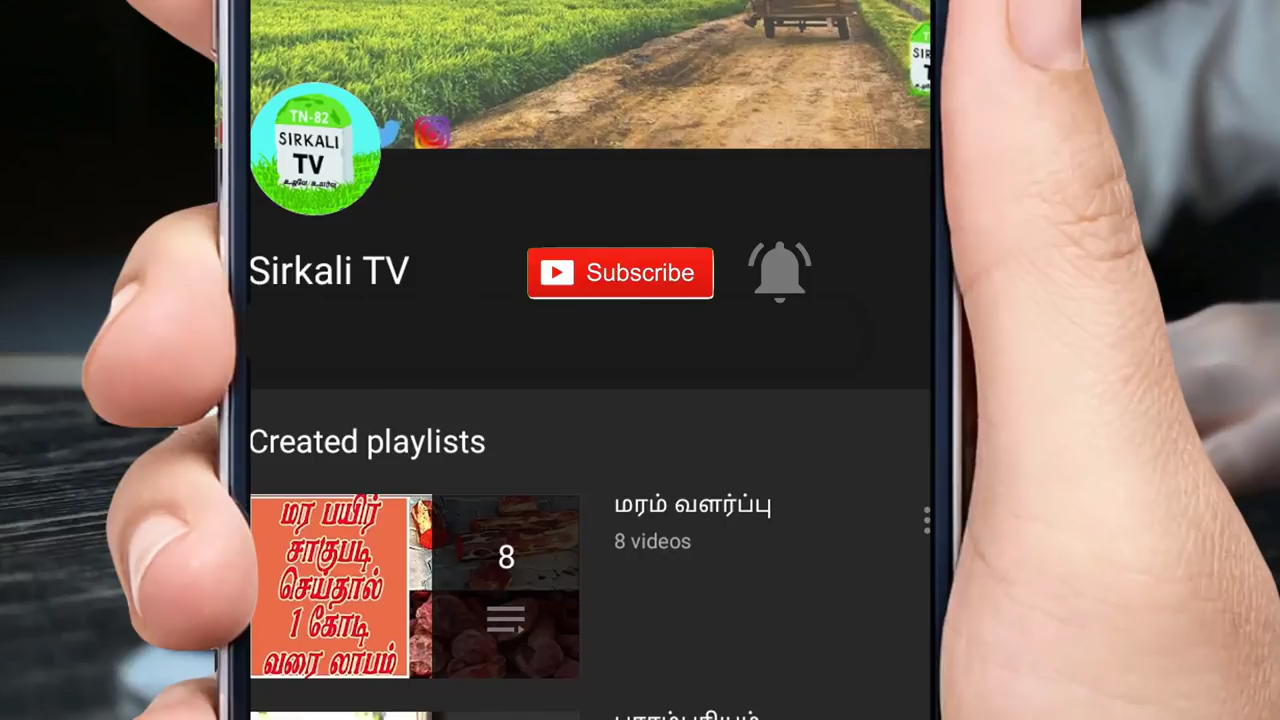 TN-82
SIRKALI
TV
Sirkali TV
Subscribe
Created playlists
மர பயிர்
சாகுபடி
செய்தால்
1 கோடி
வரை லாபம்
8
மரம் வளர்ப்பு
8 videos